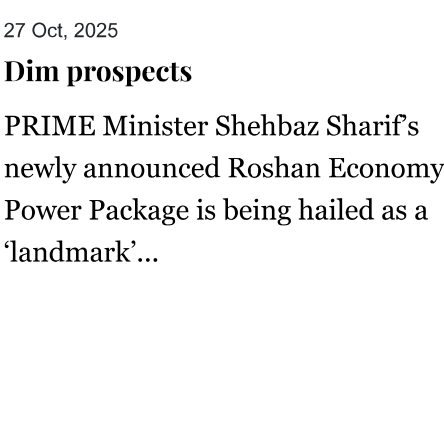 27 Oct, 2025
Dim prospects
PRIME Minister Shehbaz Sharif’s
newly announced Roshan Economy
Power Package is being hailed as a
‘landmark’...